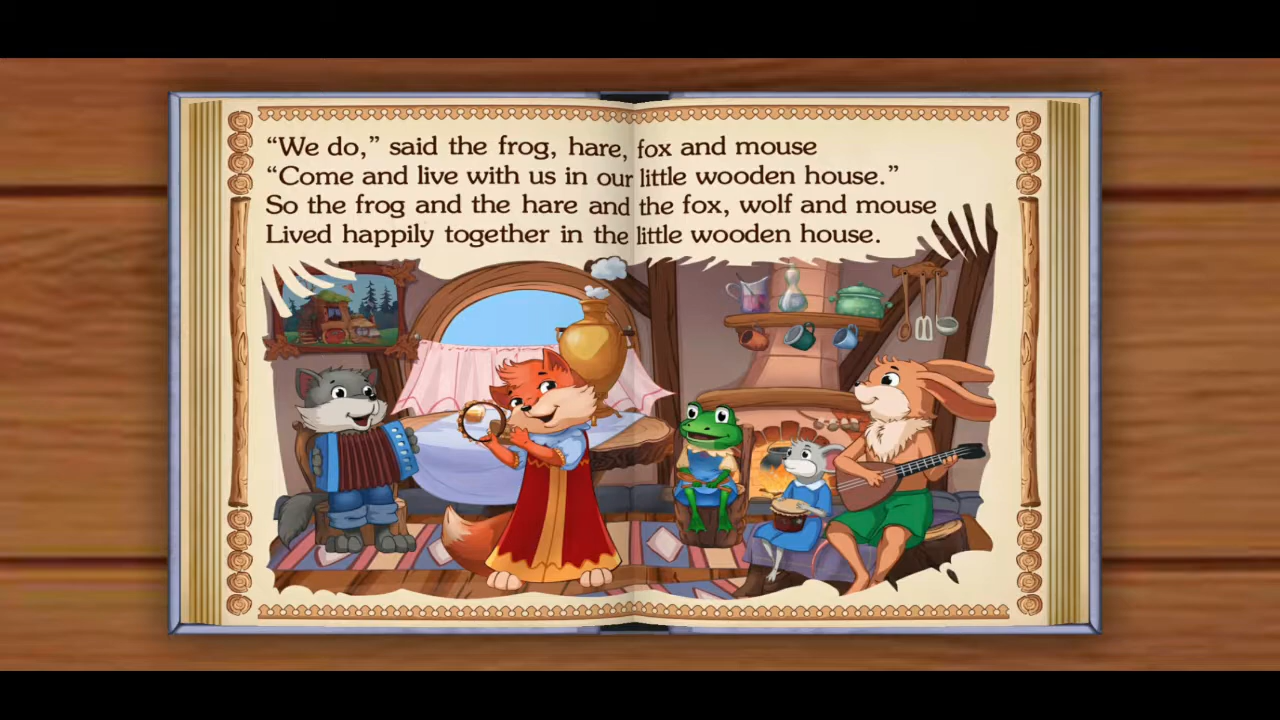 “We do,” said the frog, hare, fox and mouse
“Come and live with us in our little wooden house.”
So the frog and the hare and the fox, wolf and mouse
Lived happily together in the little wooden house.